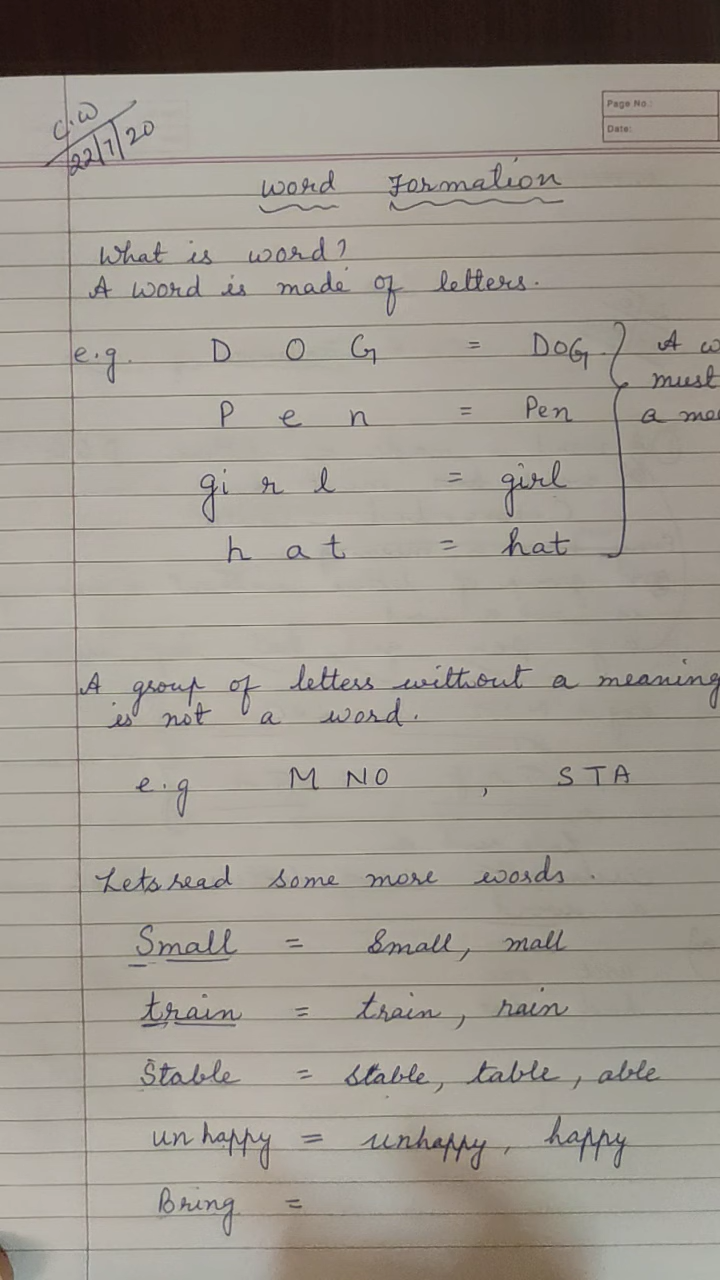 C.W
22/7/20
Page No.:
Date:
Word Formation
What is word?
A word is made of letters.
e.g. D O G = DOG } A
must
P e n = Pen a
g i r l = girl
h a t = hat
A group of letters without a meaning
is not a word.
e.g M N O , S T A
Lets read some more words.
Small = Small, mall
train = train, rain
Stable = stable, table, able
unhappy = unhappy, happy
Bring =